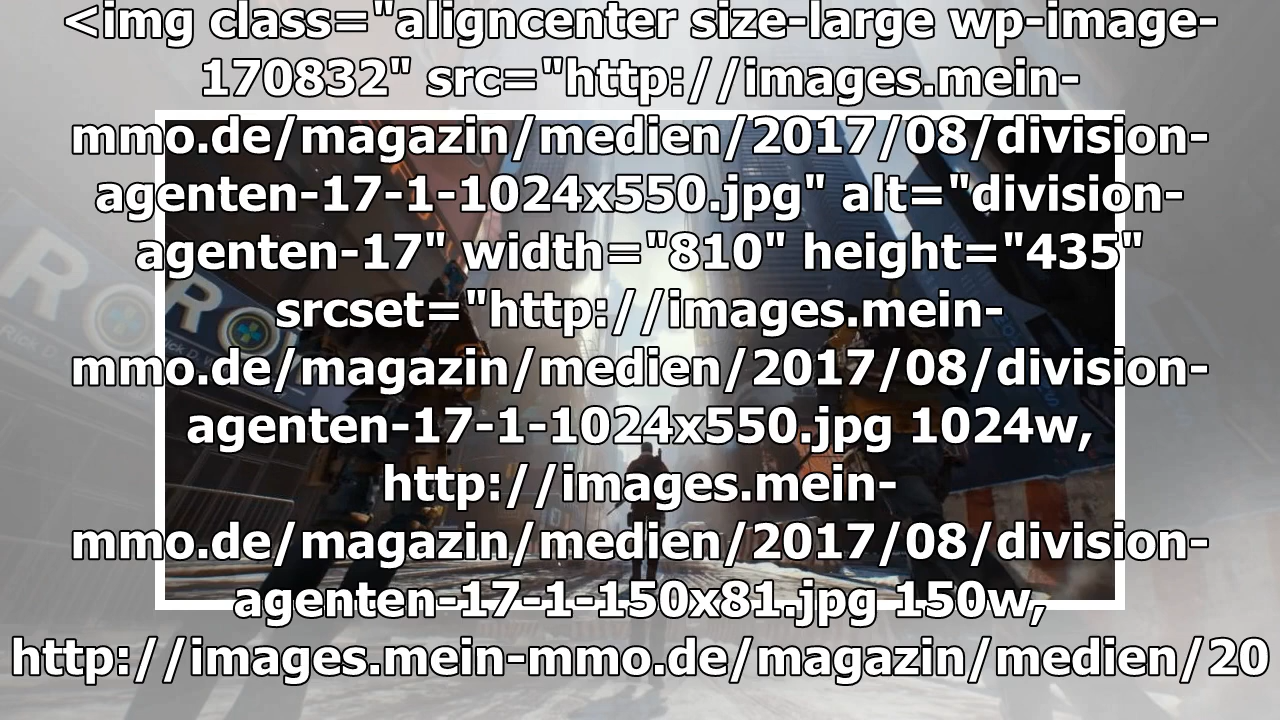 <img class="aligncenter size-large wp-image-
170832" src="http://images.mein-
mmo.de/magazin/medien/2017/08/division-
agenten-17-1-1024x550.jpg" alt="division-
agenten-17" width="810" height="435"
srcset="http://images.mein-
mmo.de/magazin/medien/2017/08/division-
agenten-17-1-1024x550.jpg 1024w,
http://images.mein-
mmo.de/magazin/medien/2017/08/division-
agenten-17-1-150x81.jpg 150w,
http://images.mein-mmo.de/magazin/medien/20